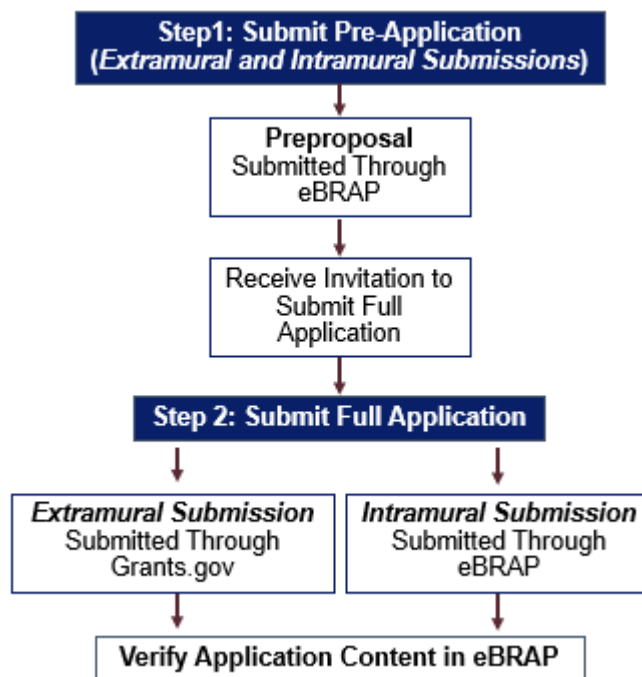 Step1: Submit Pre-Application
(Extramural and Intramural Submissions)
Preproposal
Submitted Through
eBRAP
Receive Invitation to
Submit Full
Application
Step 2: Submit Full Application
Extramural Submission
Submitted Through
Grants.gov
Intramural Submission
Submitted Through
eBRAP
Verify Application Content in eBRAP